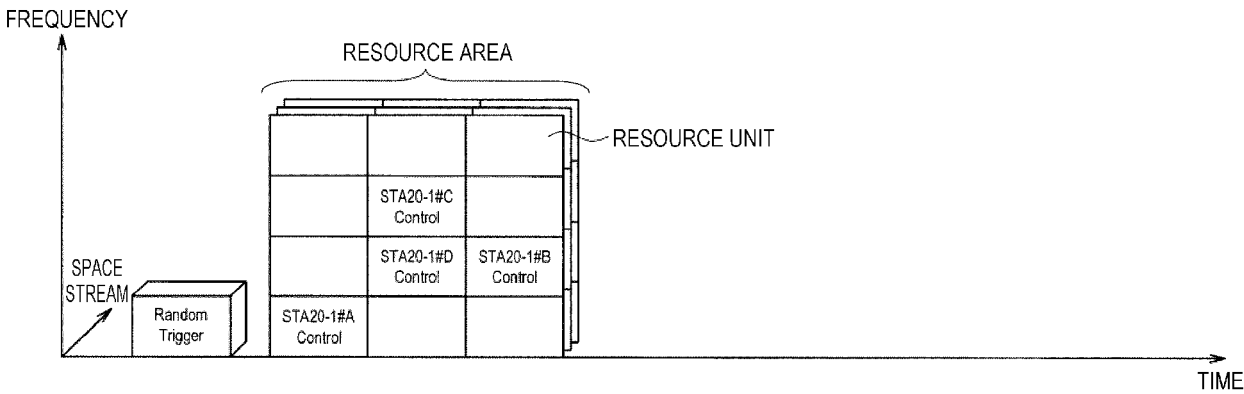 FREQUENCY
RESOURCE AREA
RESOURCE UNIT
STA20-1#C
Control
STA20-1#D
Control
STA20-1#B
Control
SPACE
STREAM
Random
Trigger
STA20-1#A
Control
TIME